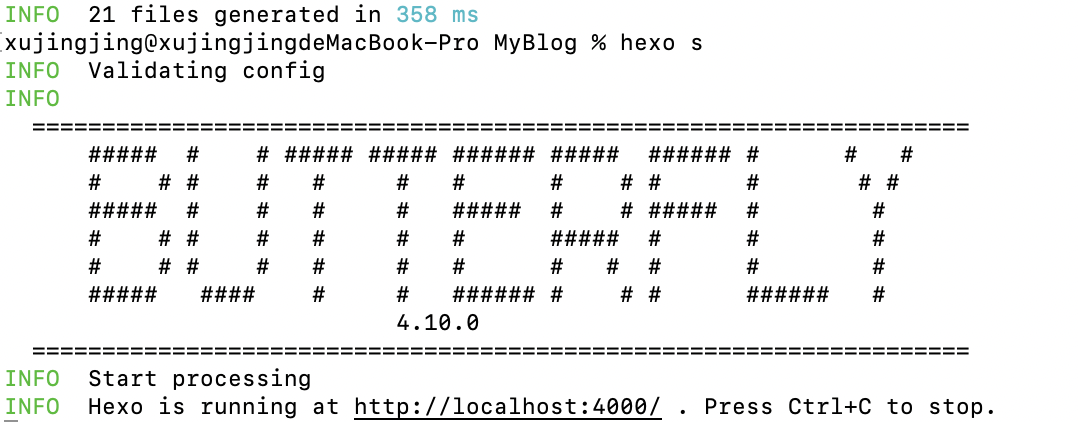 INFO  21 files generated in 358 ms
xujingjing@xujingjingdeMacBook-Pro MyBlog % hexo s
INFO  Validating config
INFO
  ===================================================================
      #####  #    # ##### ##### ###### #####  ###### #      #   #
      #    # #    #   #     #   #      #    # #      #       # #
      #####  #    #   #     #   #####  #    # #####  #        #
      #    # #    #   #     #   #      #####  #      #        #
      #    # #    #   #     #   #      #   #  #      #        #
      #####   ####    #     #   ###### #    # #      ######   #
                            4.10.0
  ===================================================================
INFO  Start processing
INFO  Hexo is running at http://localhost:4000/ . Press Ctrl+C to stop.